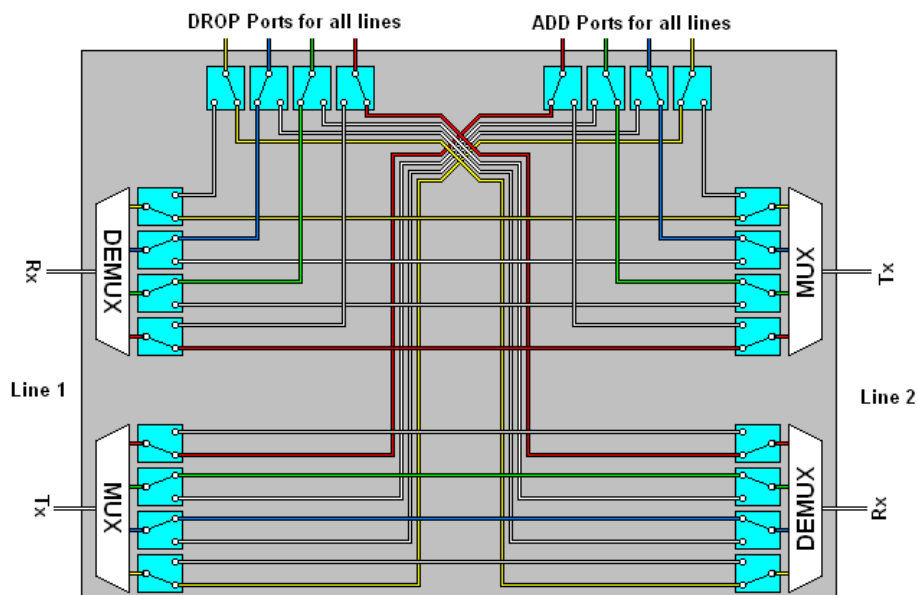 DROP Ports for all lines
ADD Ports for all lines
Rx
DEMUX
MUX
Tx
Line 1
Line 2
Tx
MUX
DEMUX
Rx